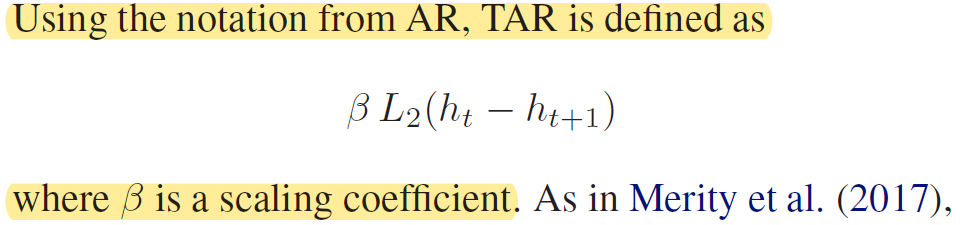 Using the notation from AR, TAR is defined as
β L₂(hₜ − hₜ₊₁)
where β is a scaling coefficient. As in Merity et al. (2017),